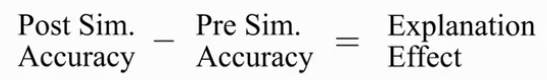 Post Sim. − Pre Sim. = Explanation
Accuracy Accuracy Effect